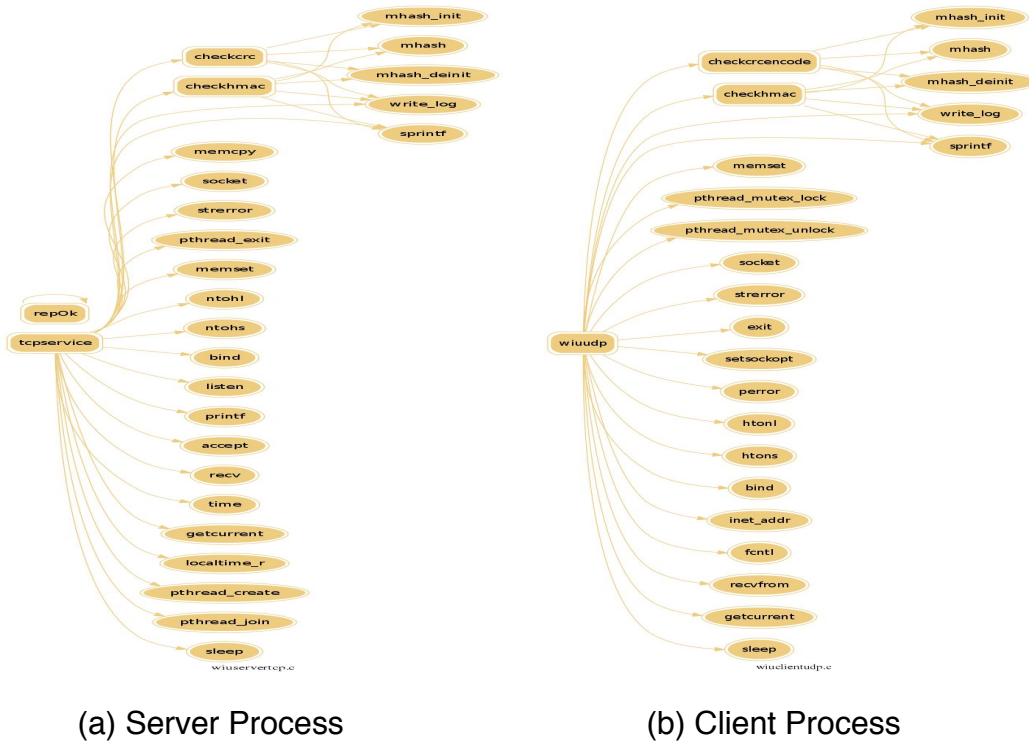 mhash_init
checkcrc
mhash
mhash_deinit
checkhmac
write_log
sprintf
memcpy
socket
strerror
pthread_exit
memset
ntohl
repOk
ntohs
tcpservice
bind
listen
printf
accept
recv
time
getcurrent
localtime_r
pthread_create
pthread_join
sleep
wiuservertcp.c
(a) Server Process
mhash_init
mhash
checkcrcencode
mhash_deinit
checkhmac
write_log
sprintf
memset
pthread_mutex_lock
pthread_mutex_unlock
socket
strerror
exit
wiuudp
setsockopt
perror
htonl
htons
bind
inet_addr
fcntl
recvfrom
getcurrent
sleep
wiuclientudp.c
(b) Client Process